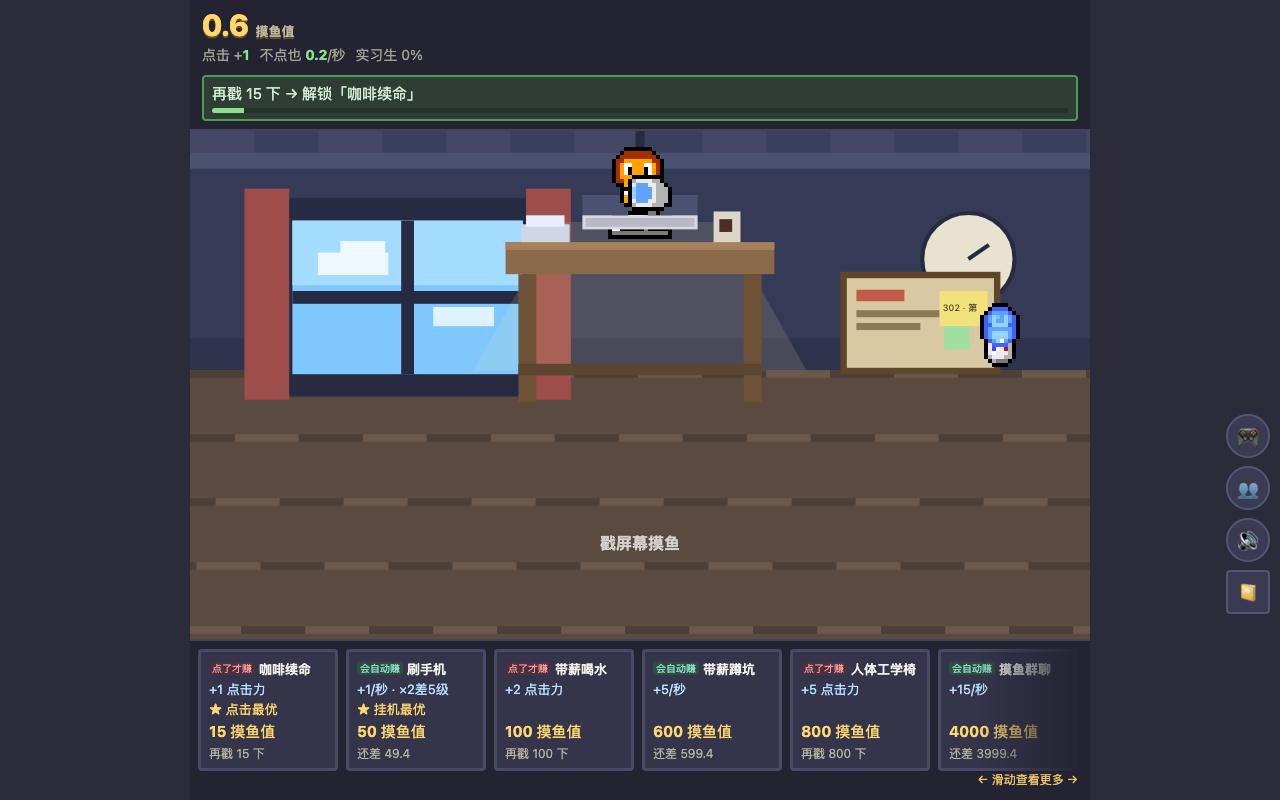 0.6 摸鱼值
点击 +1 不点也 0.2/秒 实习生 0%
再戳 15 下 → 解锁「咖啡续命」
302 - 第
戳屏幕摸鱼
点了才赚 咖啡续命
+1 点击力
★ 点击最优
15 摸鱼值
再戳 15 下
会自动赚 刷手机
+1/秒 · ×2差5级
★ 挂机最优
50 摸鱼值
还差 49.4
点了才赚 带薪喝水
+2 点击力
100 摸鱼值
再戳 100 下
会自动赚 带薪蹲坑
+5/秒
600 摸鱼值
还差 599.4
点了才赚 人体工学椅
+5 点击力
800 摸鱼值
再戳 800 下
会自动赚 摸鱼群聊
+15/秒
4000 摸鱼值
还差 3999.4
← 滑动查看更多 →